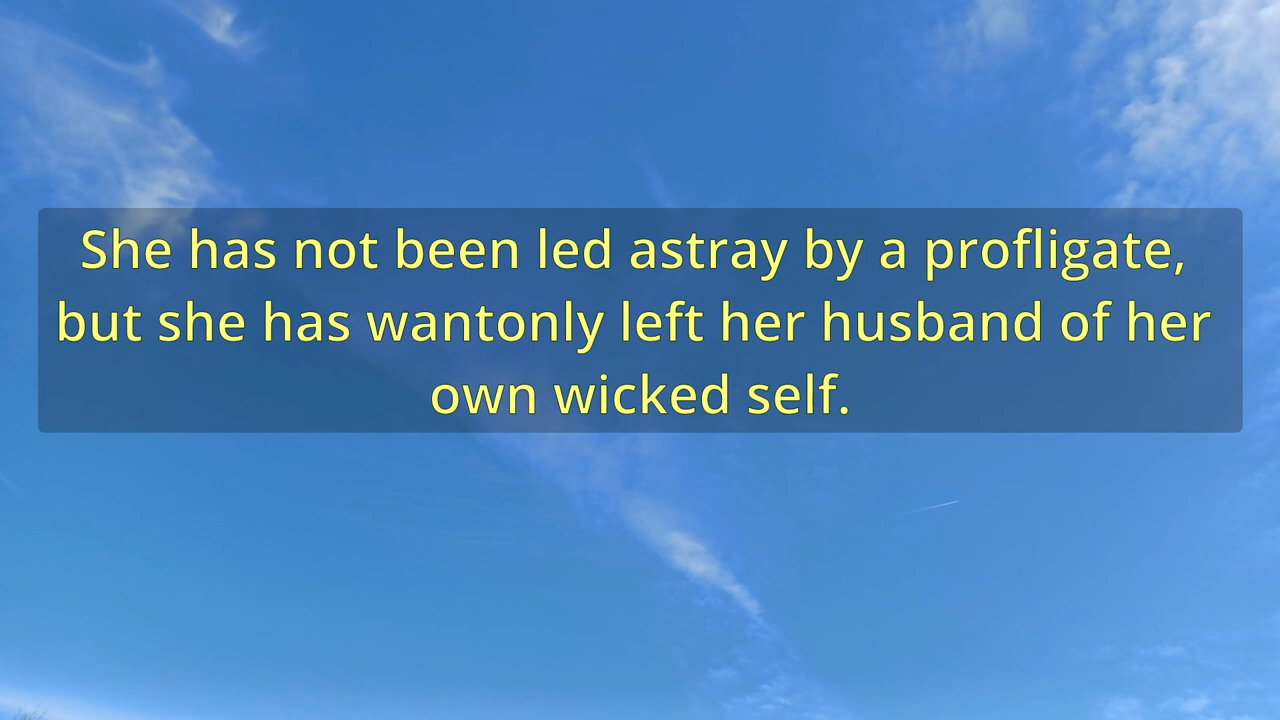 She has not been led astray by a profligate,
but she has wantonly left her husband of her
own wicked self.